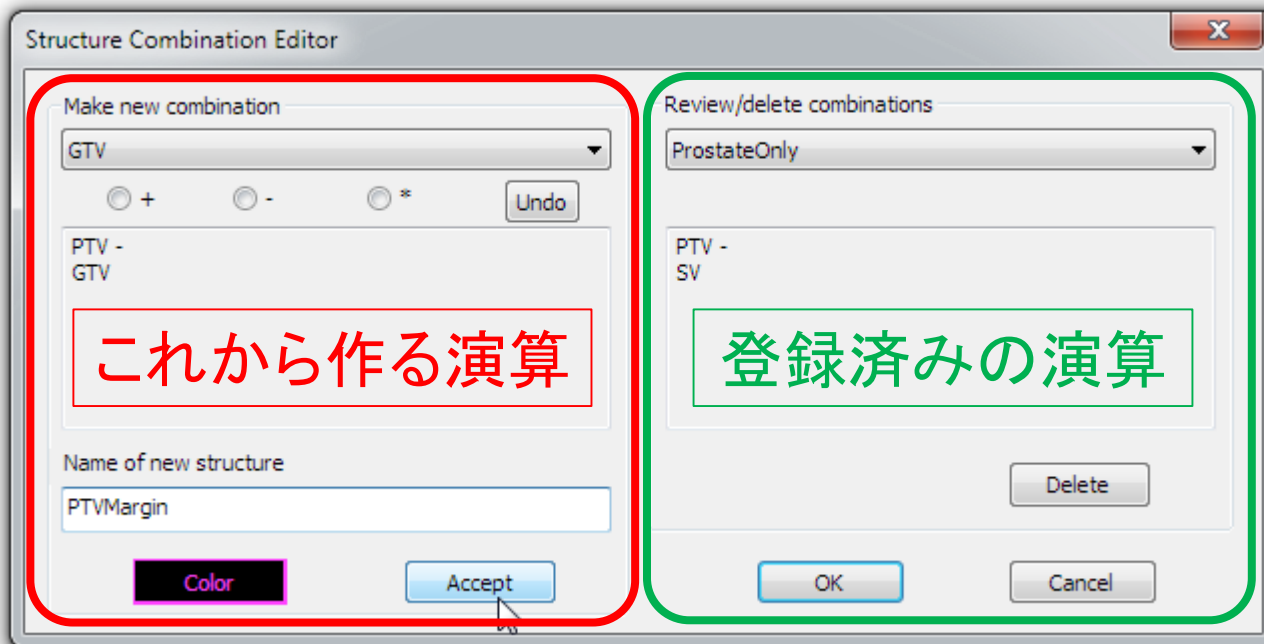 Structure Combination Editor
Make new combination
GTV
+ - * Undo
PTV -
GTV
これから作る演算
Name of new structure
PTVMargin
Color Accept
Review/delete combinations
ProstateOnly
PTV -
SV
登録済みの演算
Delete
OK Cancel